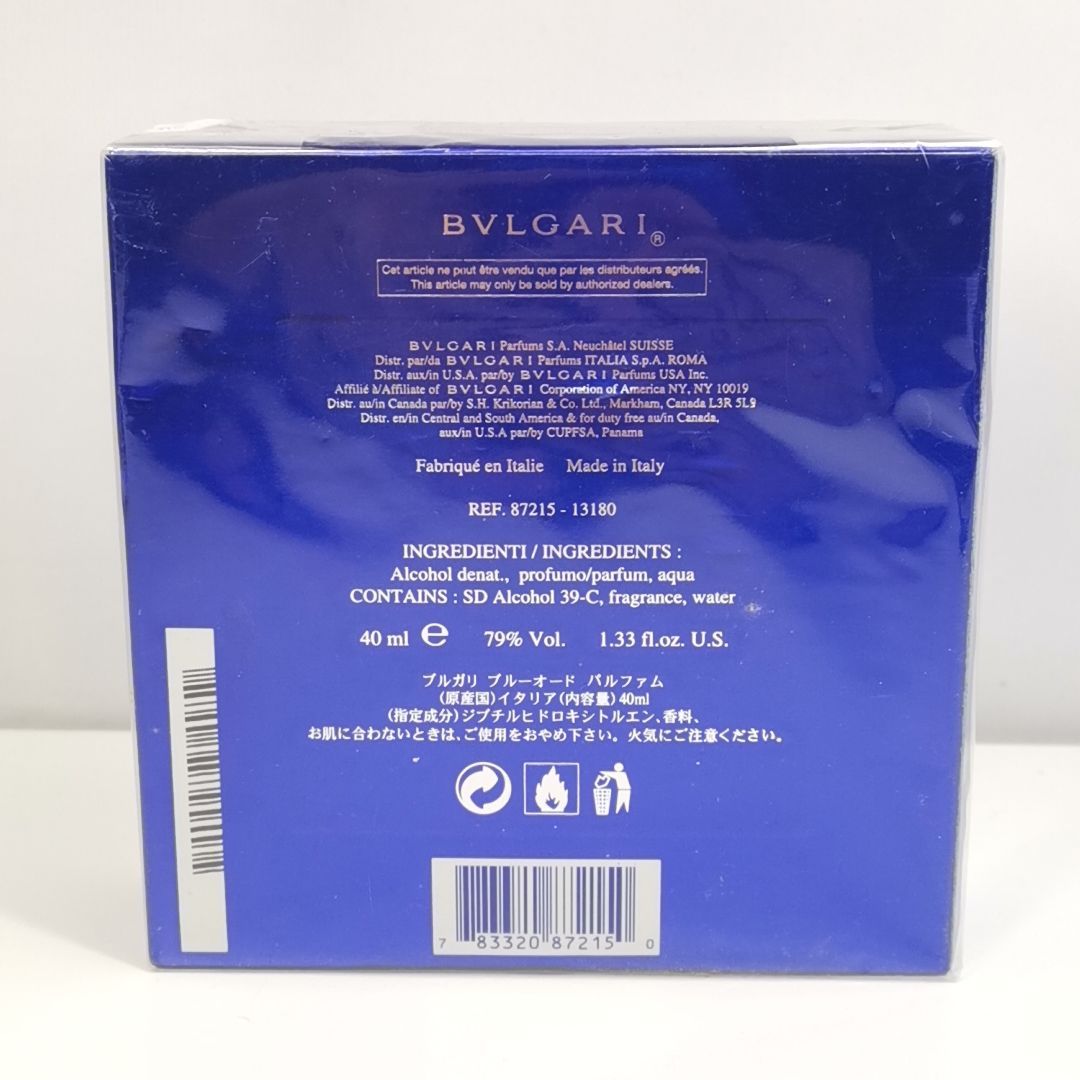 BVLGARI®
Cet article ne peut être vendu que par les distributeurs agréés.
This article may only be sold by authorized dealers.
BVLGARI Parfums S.A. Neuchâtel SUISSE
Distr. par/da BVLGARI Parfums ITALIA S.p.A. ROMA
Distr. aux/in U.S.A. par/by BVLGARI Parfums USA Inc.
Affilié à/Affiliate of BVLGARI Corporation of America NY, NY 10019
Distr. au/in Canada par/by S.H. Krikorian & Co. Ltd., Markham, Canada L3R 5L9
Distr. en/in Central and South America & for duty free au/in Canada,
aux/in U.S.A par/by CUPFSA, Panama
Fabriqué en Italie Made in Italy
REF. 87215 - 13180
INGREDIENTI / INGREDIENTS :
Alcohol denat., profumo/parfum, aqua
CONTAINS : SD Alcohol 39-C, fragrance, water
40 ml ℮ 79% Vol. 1.33 fl.oz. U.S.
ブルガリ ブルーオード パルファム
(原産国)イタリア(内容量)40ml
(指定成分)ジブチルヒドロキシトルエン、香料、
お肌に合わないときは、ご使用をおやめ下さい。火気にご注意ください。
7 83320 87215 0